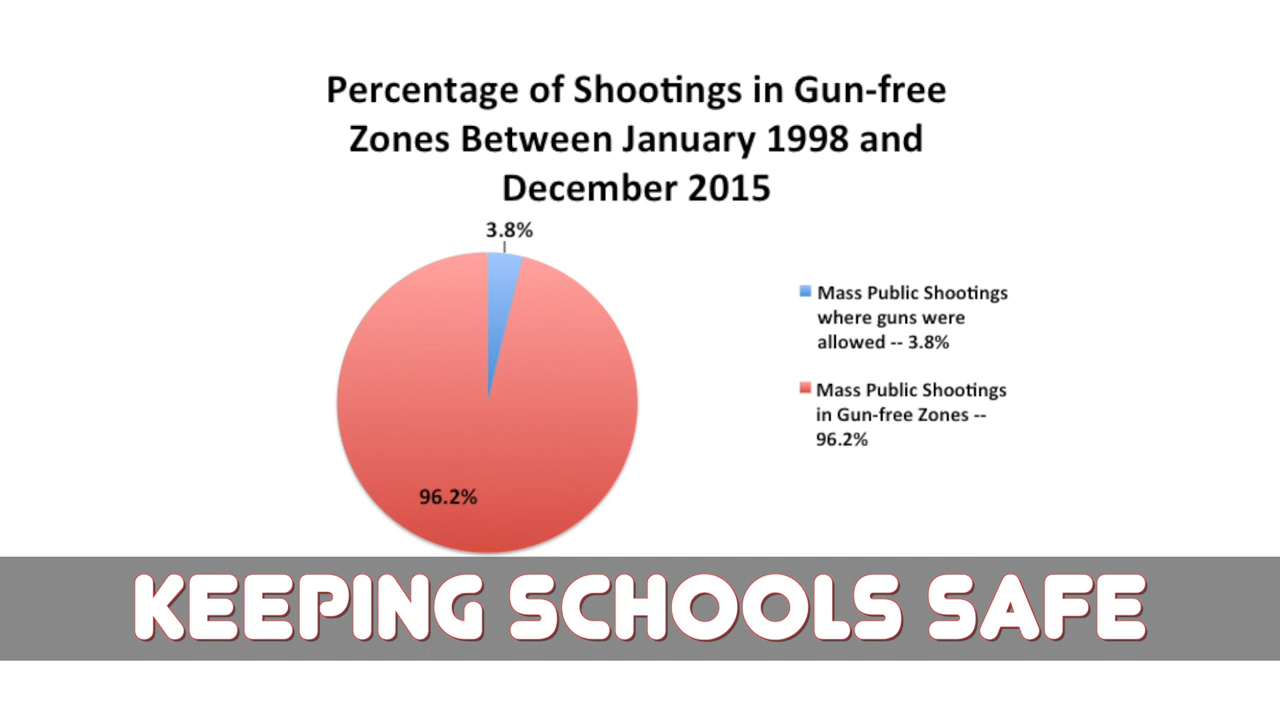 Percentage of Shootings in Gun-free
Zones Between January 1998 and
December 2015
3.8%
96.2%
Mass Public Shootings
where guns were
allowed -- 3.8%
Mass Public Shootings
in Gun-free Zones --
96.2%
KEEPING SCHOOLS SAFE